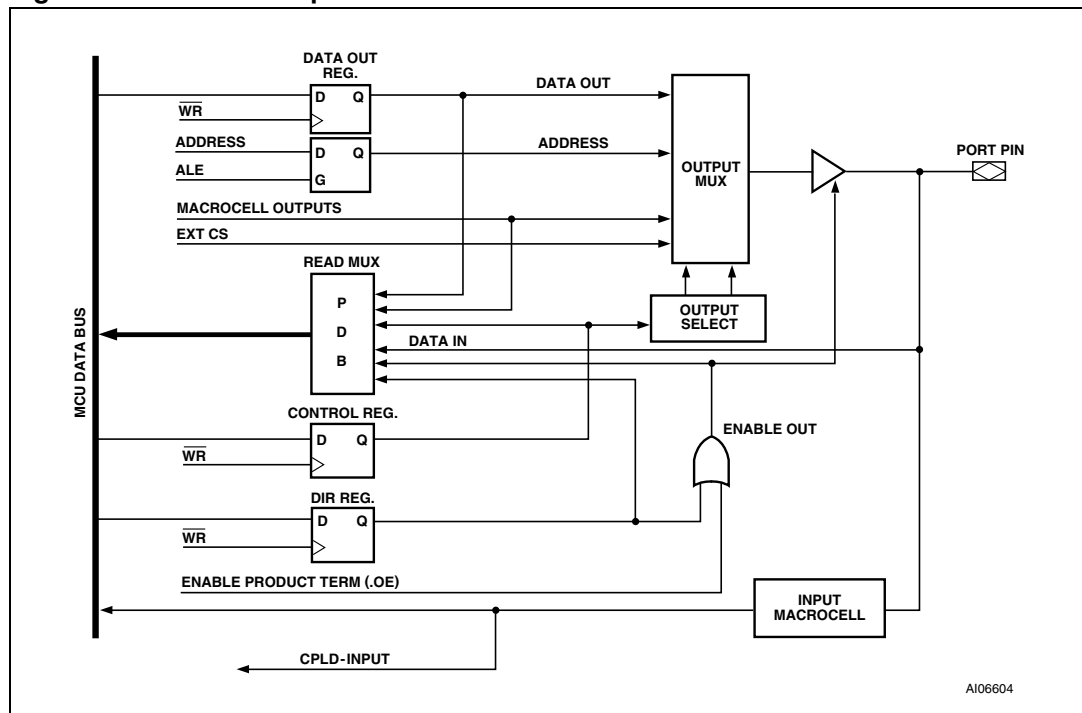 DATA OUT
REG.
D Q
WR
DATA OUT
ADDRESS
D Q
ADDRESS
ALE
G
OUTPUT
MUX
PORT PIN
MACROCELL OUTPUTS
EXT CS
READ MUX
P
D
B
OUTPUT
SELECT
DATA IN
MCU DATA BUS
CONTROL REG.
D Q
WR
ENABLE OUT
DIR REG.
D Q
WR
ENABLE PRODUCT TERM (.OE)
INPUT
MACROCELL
CPLD-INPUT
AI06604